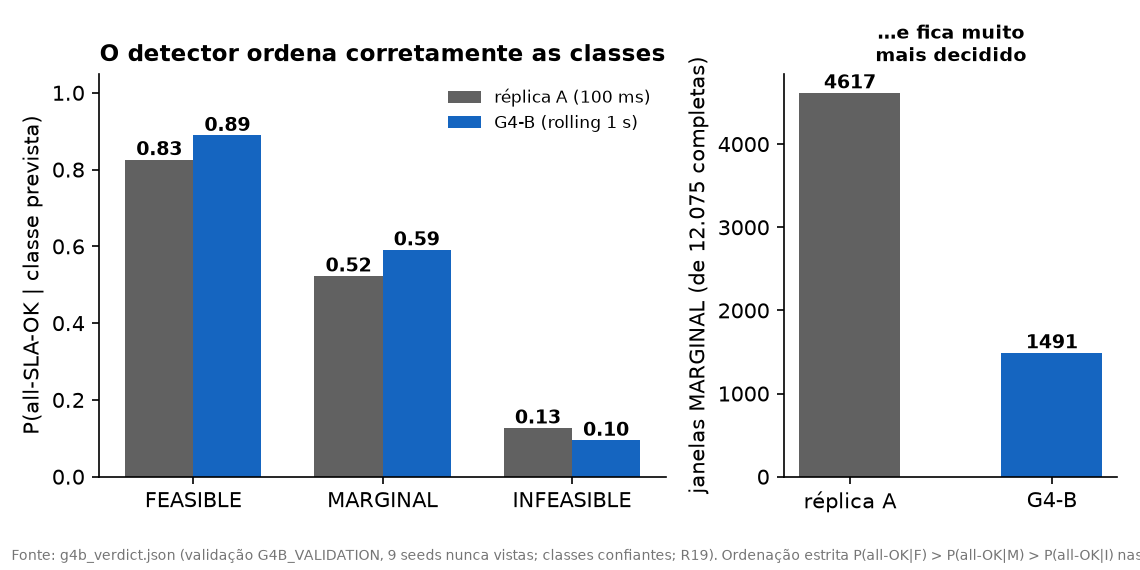 O detector ordena corretamente as classes
P(all-SLA-OK | classe prevista)
1.0
0.8
0.6
0.4
0.2
0.0
réplica A (100 ms)
G4-B (rolling 1 s)
0.83
0.89
0.52
0.59
0.13
0.10
FEASIBLE
MARGINAL
INFEASIBLE
...e fica muito
mais decidido
janelas MARGINAL (de 12.075 completas)
4000
3000
2000
1000
0
4617
1491
réplica A
G4-B
Fonte: g4b_verdict.json (validação G4B_VALIDATION, 9 seeds nunca vistas; classes confiantes; R19). Ordenação estrita P(all-OK|F) > P(all-OK|M) > P(all-OK|I) nas